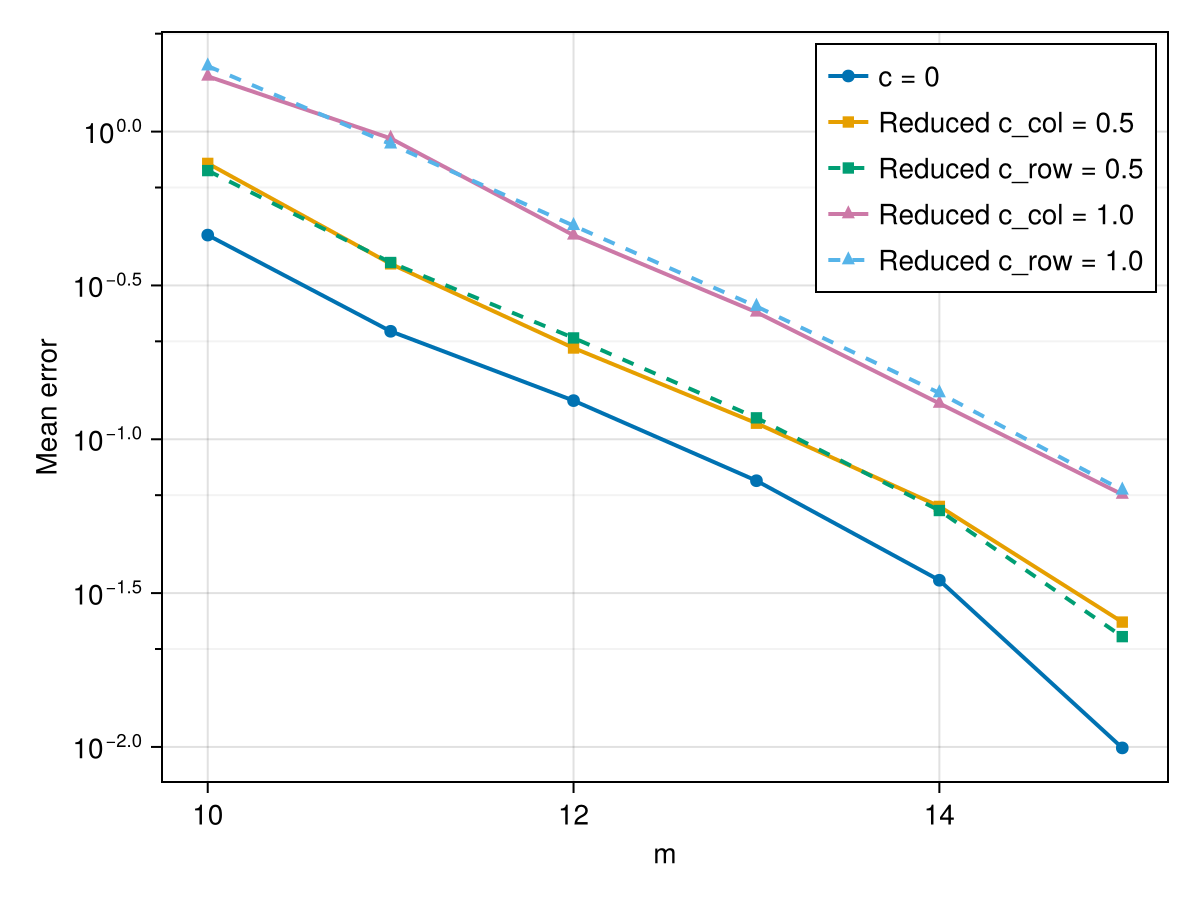 c = 0
Reduced c_col = 0.5
Reduced c_row = 0.5
Reduced c_col = 1.0
Reduced c_row = 1.0
Mean error
10^0.0
10^−0.5
10^−1.0
10^−1.5
10^−2.0
10 12 14
m